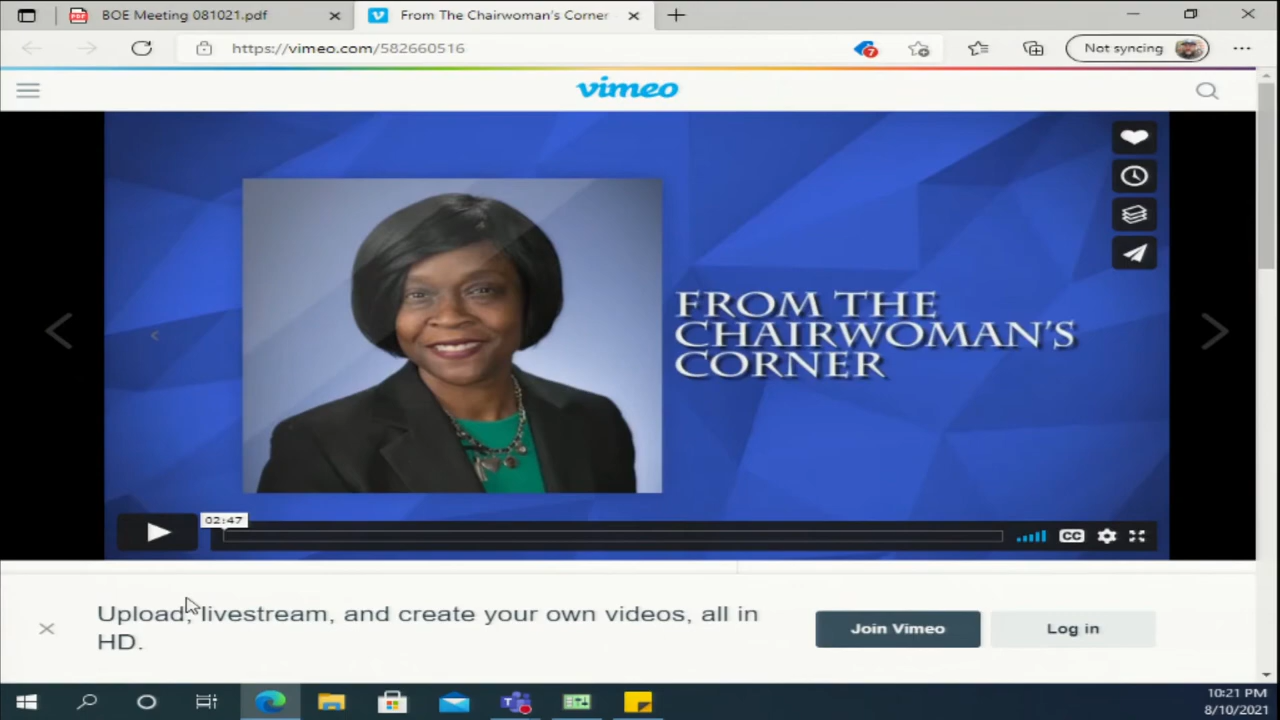 BOE Meeting 081021.pdf
From The Chairwoman's Corner
https://vimeo.com/582660516
7
Not syncing
vimeo
FROM THE
CHAIRWOMAN'S
CORNER
02:47
CC
Upload, livestream, and create your own videos, all in
HD.
Join Vimeo
Log in
10:21 PM
8/10/2021